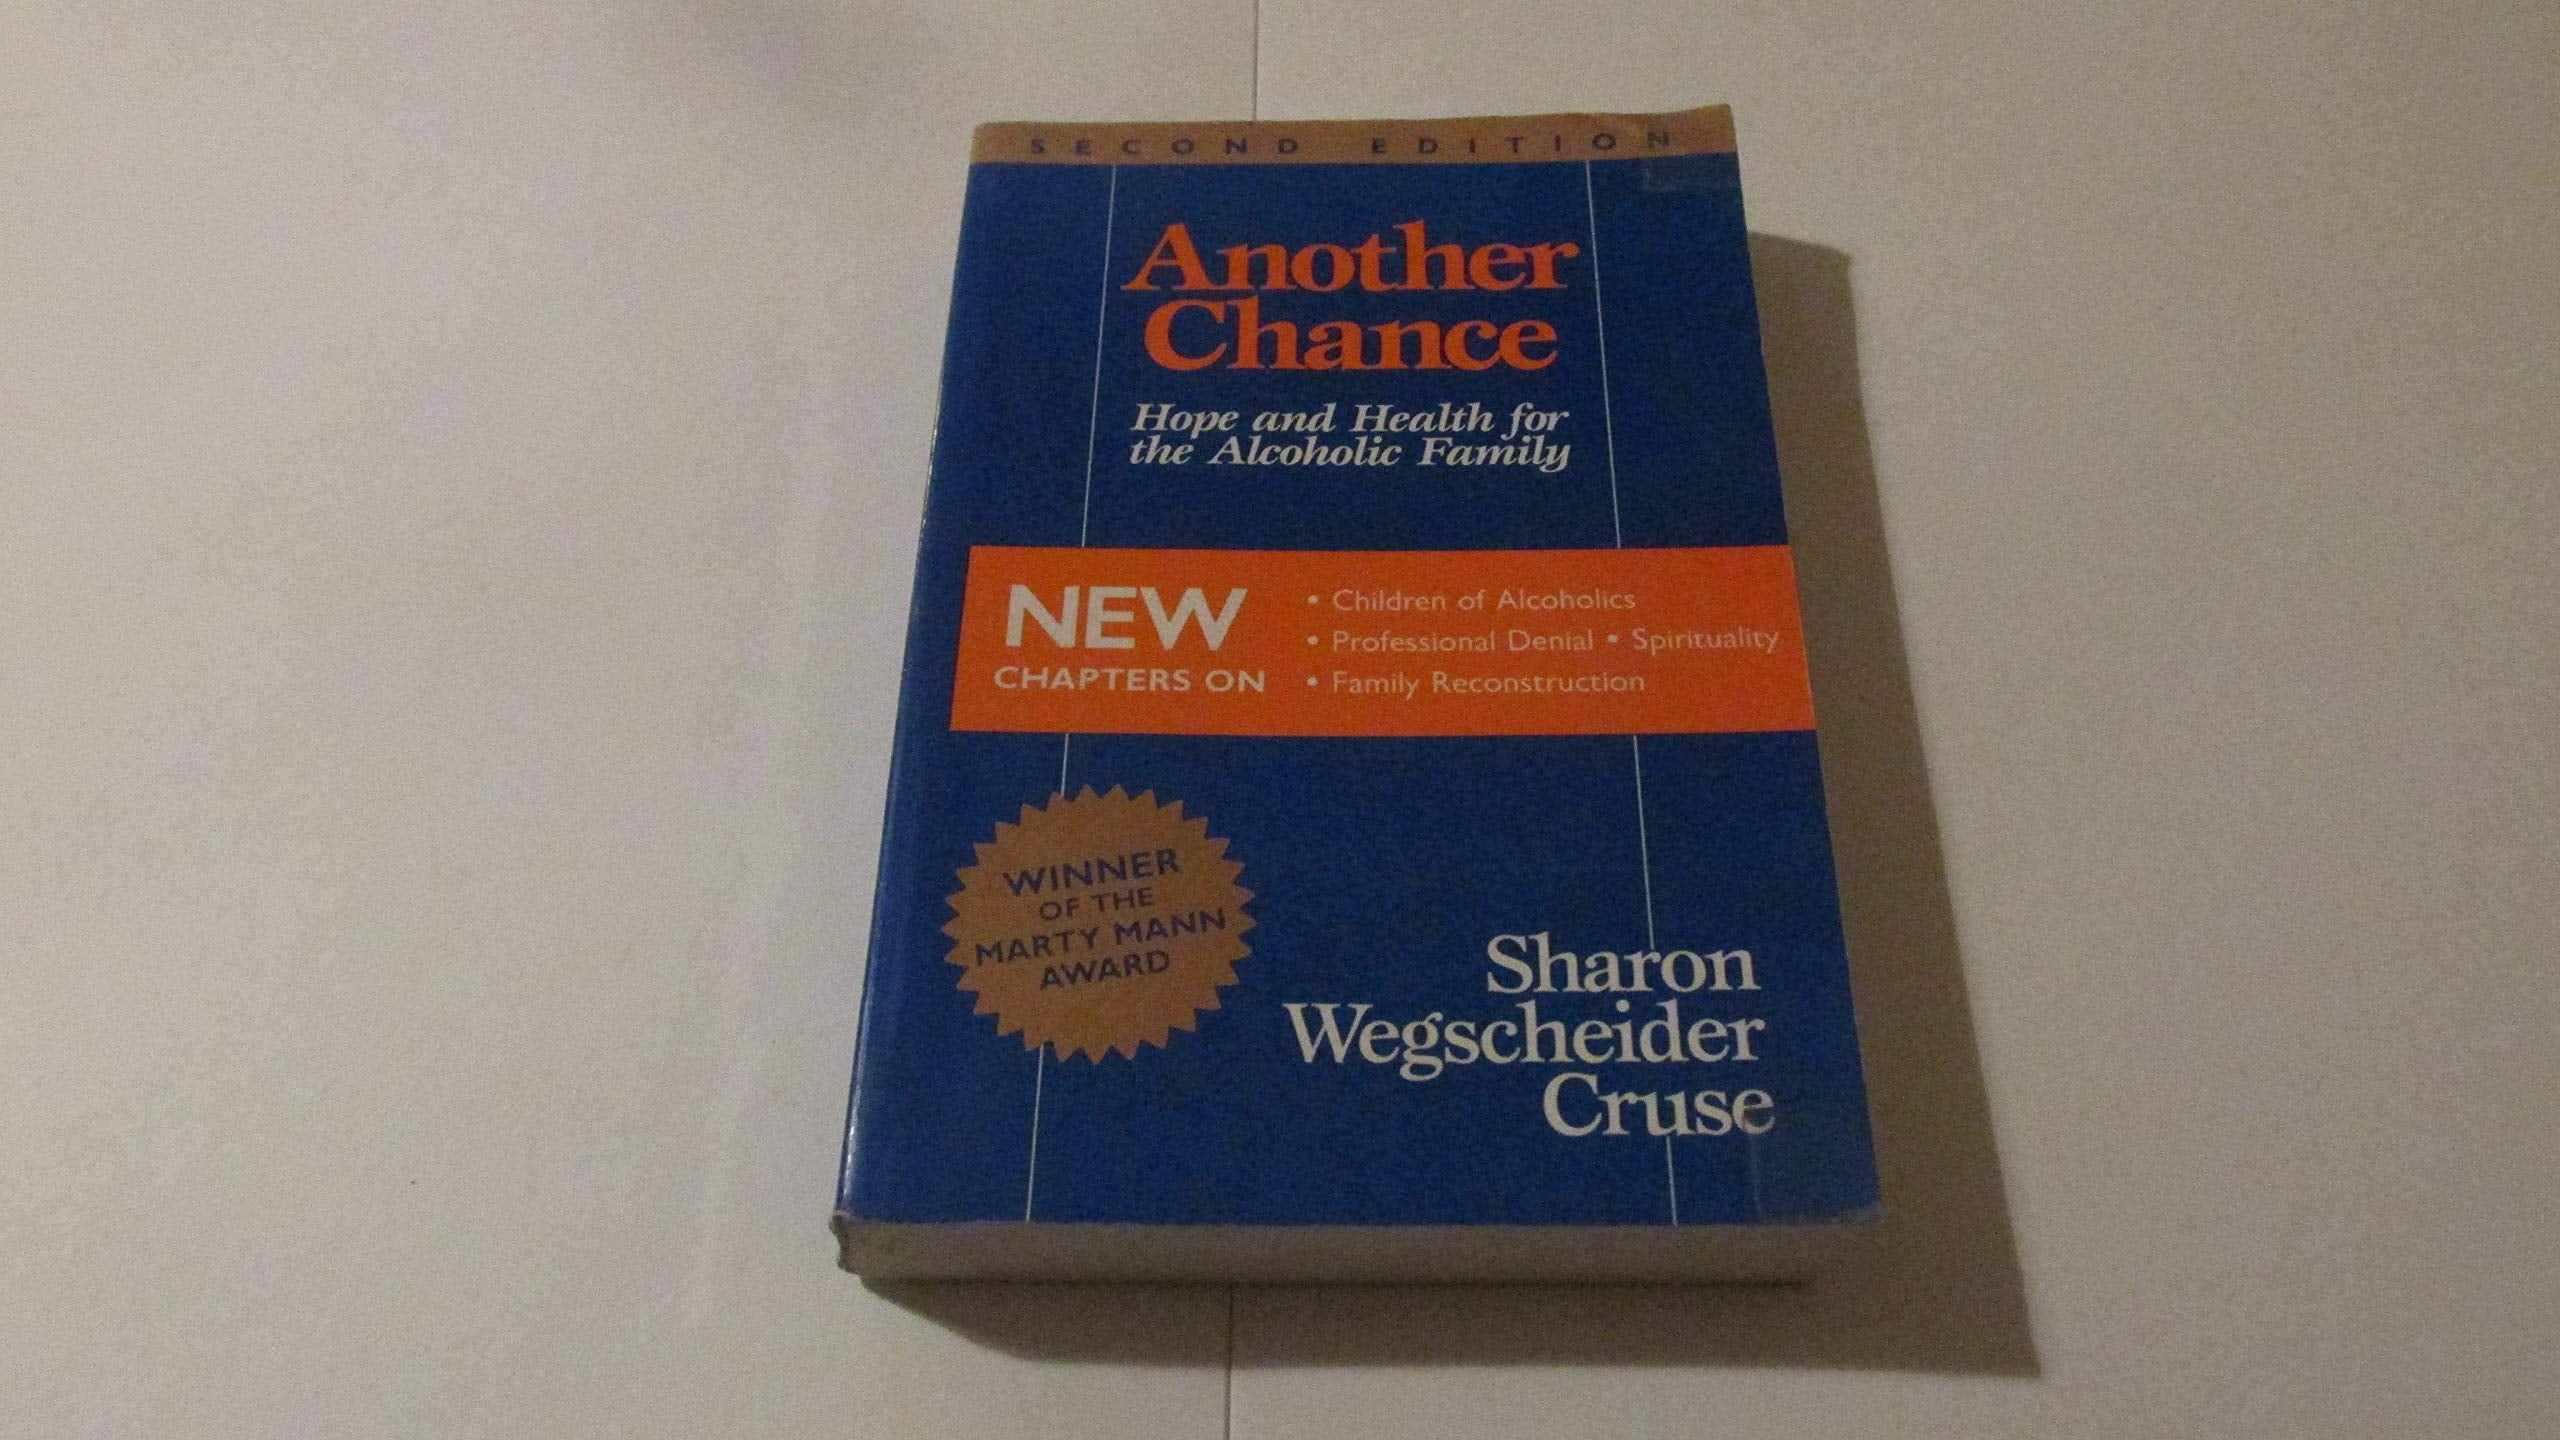 SECOND EDITION
Another
Chance
Hope and Health for
the Alcoholic Family
NEW
CHAPTERS ON
• Children of Alcoholics
• Professional Denial • Spirituality
• Family Reconstruction
WINNER
OF THE
MARTY MANN
AWARD
Sharon
Wegscheider
Cruse